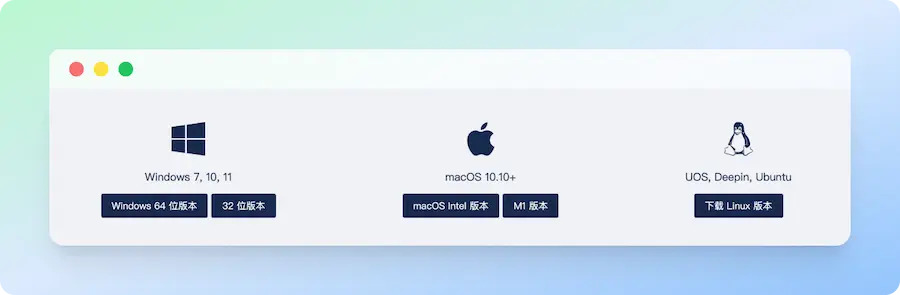 Windows 7, 10, 11
macOS 10.10+
UOS, Deepin, Ubuntu
Windows 64 位版本
32 位版本
macOS Intel 版本
M1 版本
下载 Linux 版本